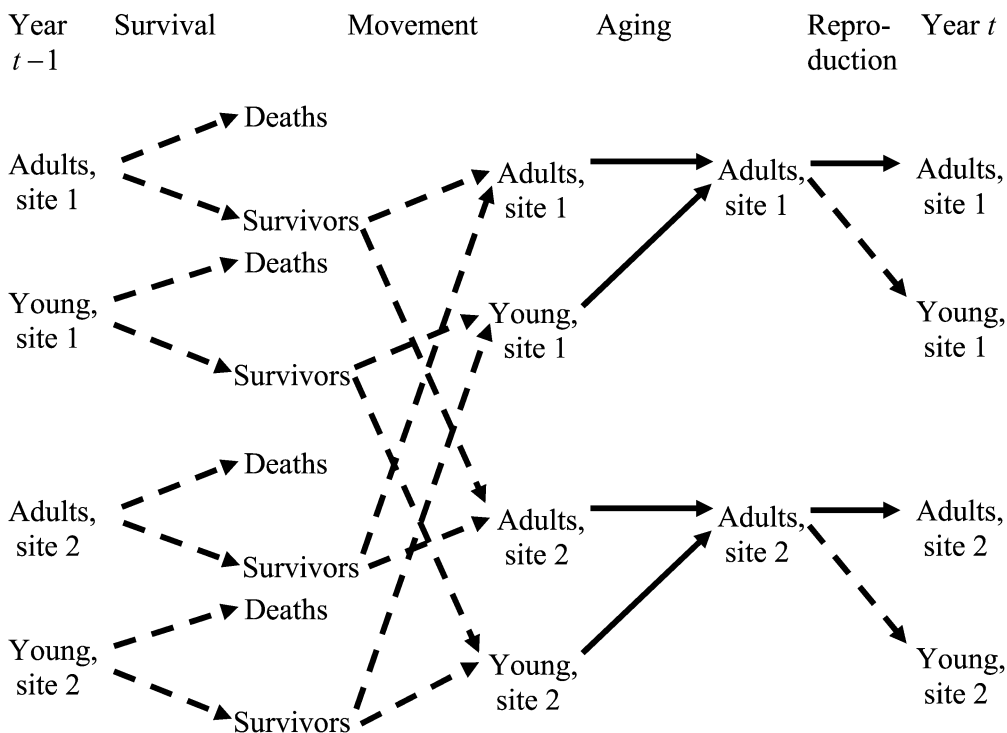 Year Survival Movement Aging Repro- Year t
t −1 duction
Deaths
Adults,
site 1
Survivors
Deaths
Young,
site 1
Survivors
Deaths
Adults,
site 2
Survivors
Deaths
Young,
site 2
Survivors
Adults,
site 1
Young,
site 1
Adults,
site 2
Young,
site 2
Adults,
site 1
Adults,
site 2
Adults,
site 1
Young,
site 1
Adults,
site 2
Young,
site 2